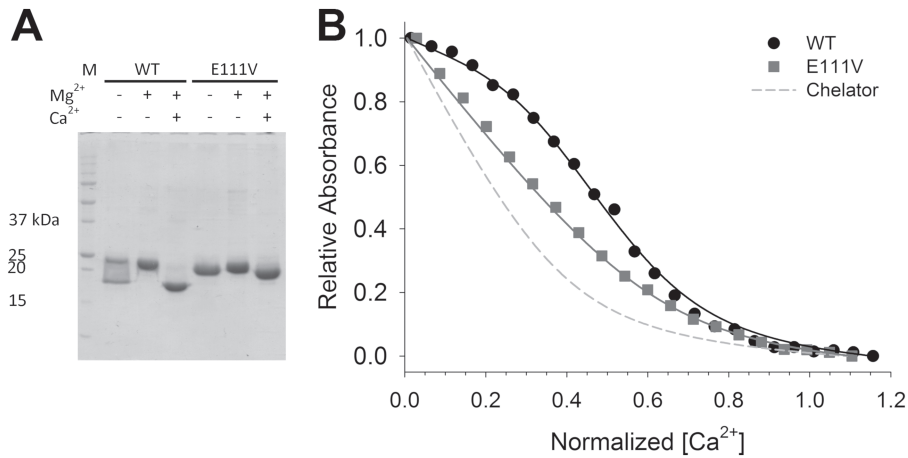 A
M WT E111V
Mg2+ - + + - + +
Ca2+ - - + - - +
37 kDa
25
20
15
B
1.0
0.8
0.6
0.4
0.2
0.0
Relative Absorbance
WT
E111V
Chelator
0.0 0.2 0.4 0.6 0.8 1.0 1.2
Normalized [Ca2+]